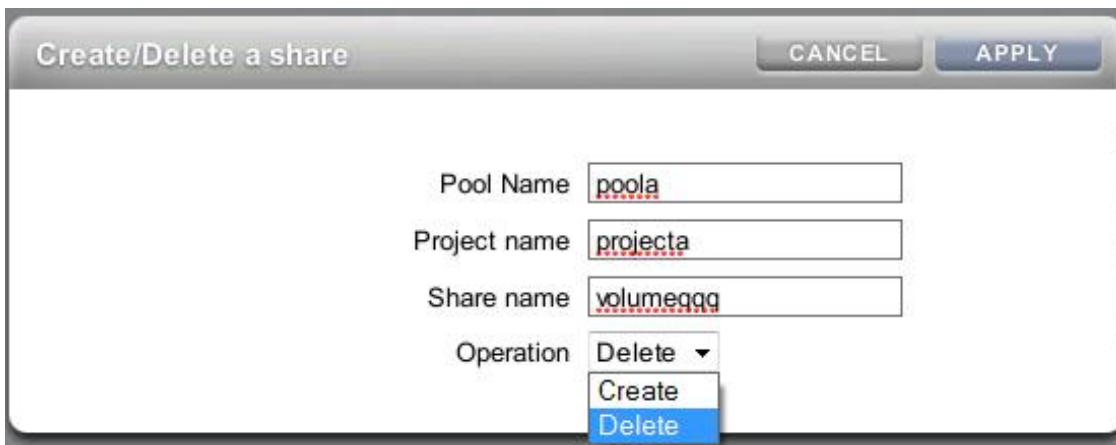 Create/Delete a share CANCEL APPLY
Pool Name poola
Project name projecta
Share name volumeqqq
Operation Delete
Create
Delete